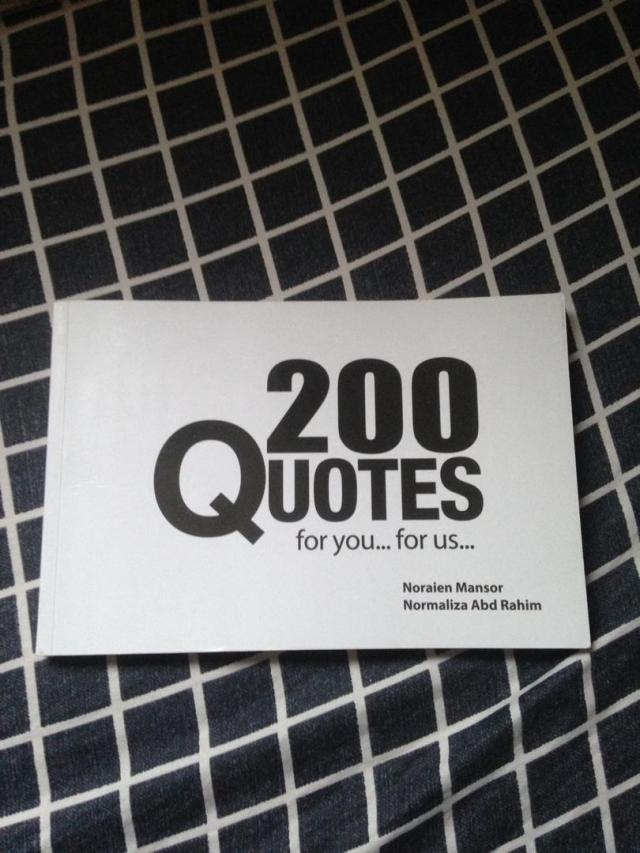 200
QUOTES
for you... for us...
Noraien Mansor
Normaliza Abd Rahim